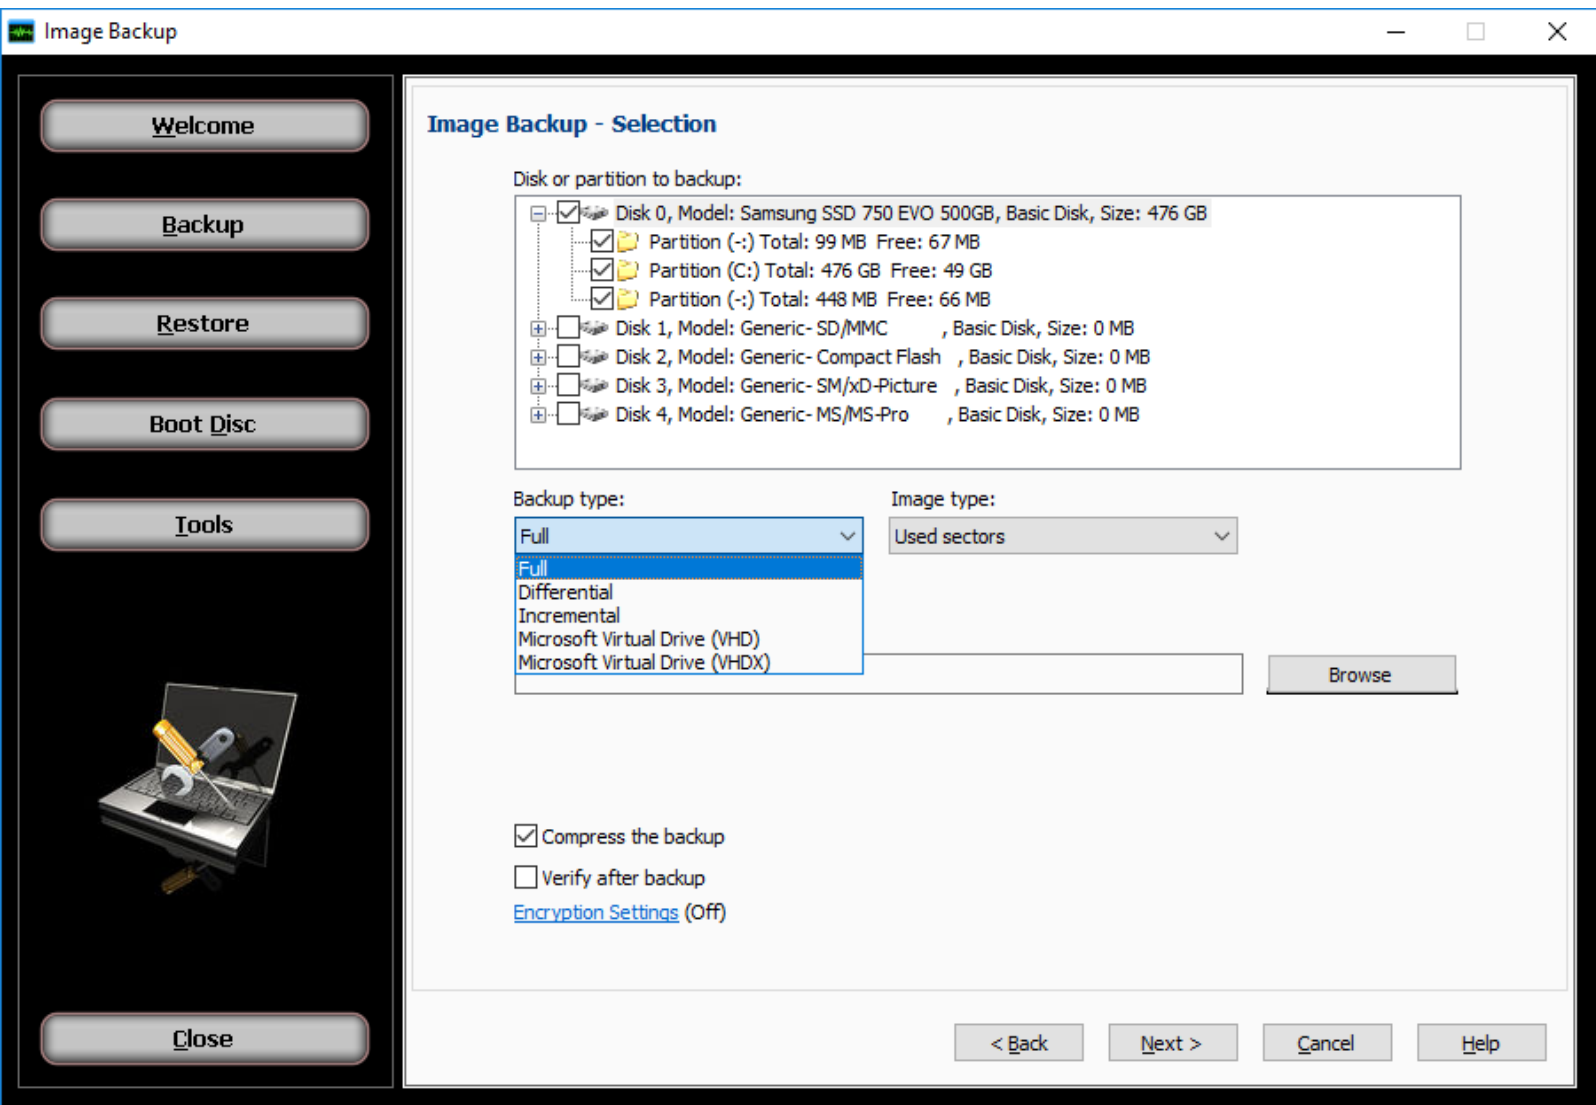 Image Backup
Welcome
Backup
Restore
Boot Disc
Tools
Close
Image Backup - Selection
Disk or partition to backup:
Disk 0, Model: Samsung SSD 750 EVO 500GB, Basic Disk, Size: 476 GB
Partition (-:) Total: 99 MB Free: 67 MB
Partition (C:) Total: 476 GB Free: 49 GB
Partition (-:) Total: 448 MB Free: 66 MB
Disk 1, Model: Generic- SD/MMC , Basic Disk, Size: 0 MB
Disk 2, Model: Generic- Compact Flash , Basic Disk, Size: 0 MB
Disk 3, Model: Generic- SM/xD-Picture , Basic Disk, Size: 0 MB
Disk 4, Model: Generic- MS/MS-Pro , Basic Disk, Size: 0 MB
Backup type: Image type:
Full Used sectors
Full
Differential
Incremental
Microsoft Virtual Drive (VHD)
Microsoft Virtual Drive (VHDX)
Browse
Compress the backup
Verify after backup
Encryption Settings (Off)
< Back Next > Cancel Help